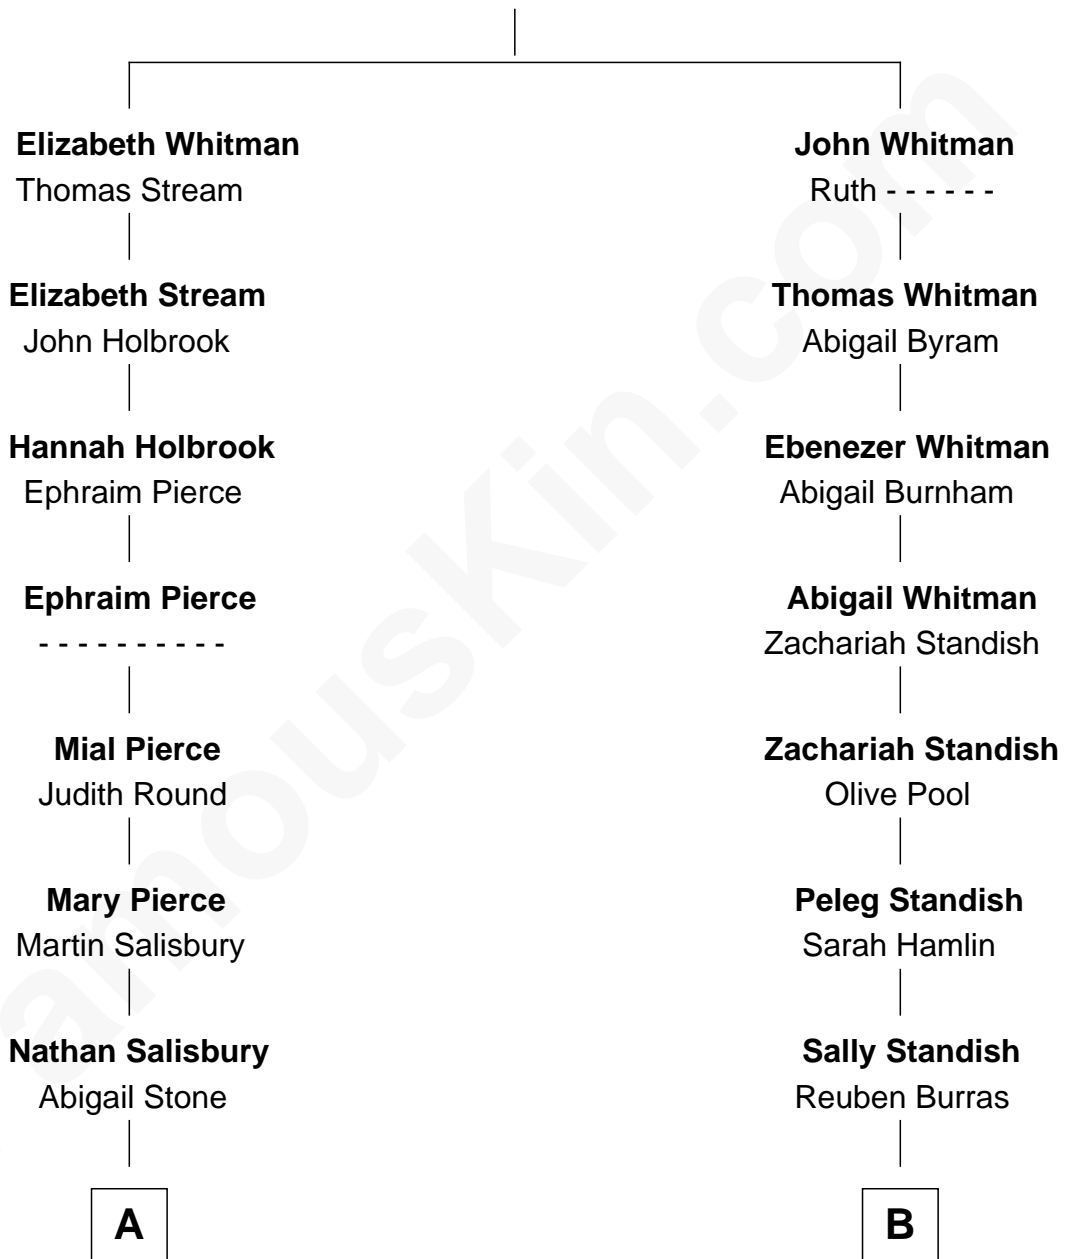 Elizabeth Whitman
Thomas Stream
Elizabeth Stream
John Holbrook
Hannah Holbrook
Ephraim Pierce
Ephraim Pierce
- - - - - - - - - -
Mial Pierce
Judith Round
Mary Pierce
Martin Salisbury
Nathan Salisbury
Abigail Stone
A
John Whitman
Ruth - - - - - -
Thomas Whitman
Abigail Byram
Ebenezer Whitman
Abigail Burnham
Abigail Whitman
Zachariah Standish
Zachariah Standish
Olive Pool
Peleg Standish
Sarah Hamlin
Sally Standish
Reuben Burras
B
amousKin.com